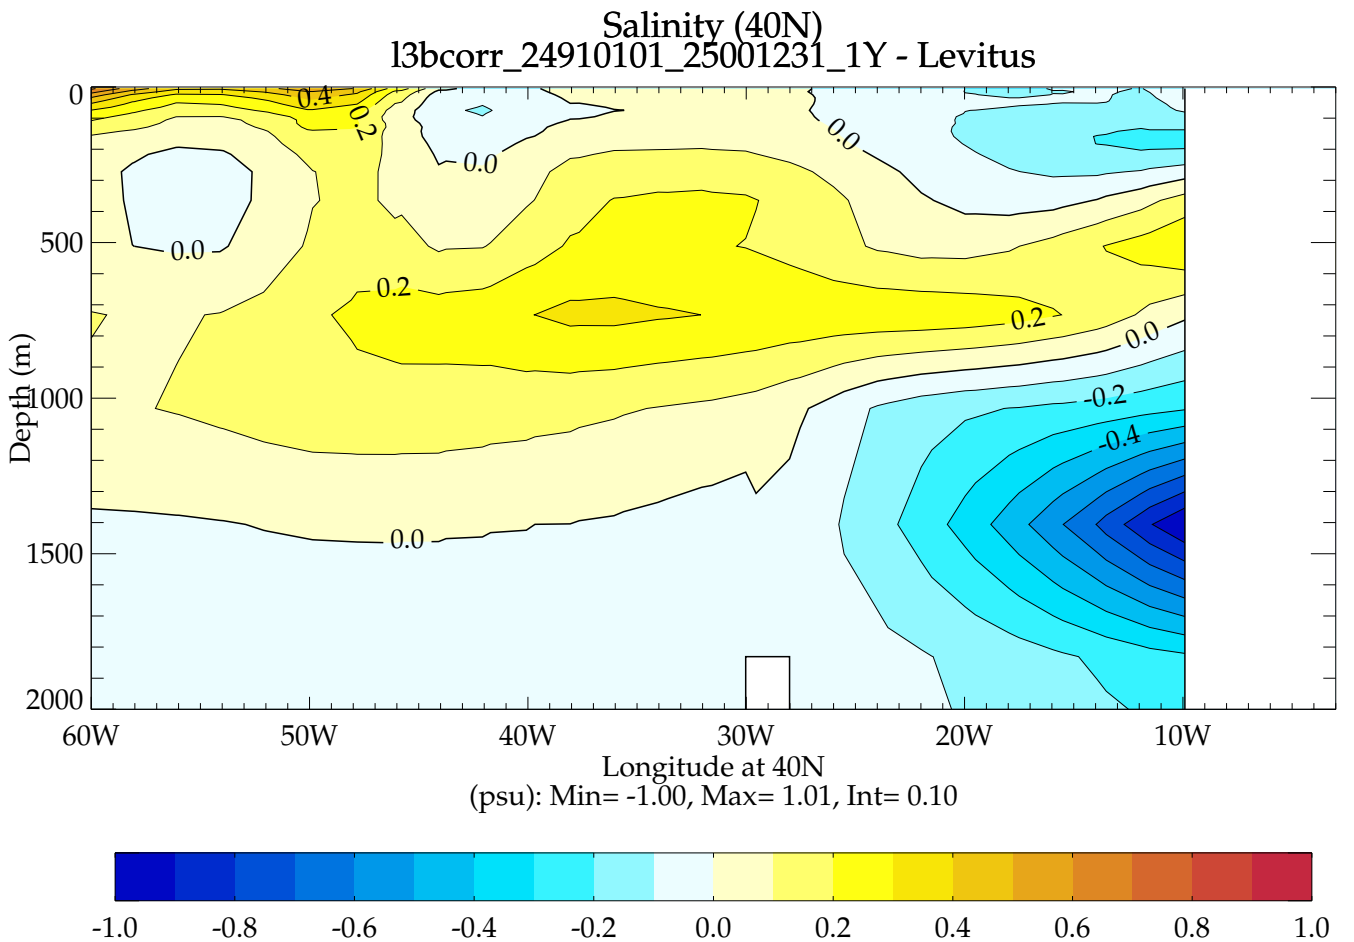 Salinity (40N)
l3bcorr_24910101_25001231_1Y - Levitus
0
500
1000
1500
2000
Depth (m)
0.4
0.2
0.0
0.0
0.0
0.2
0.2
0.0
-0.2
-0.4
0.0
60W 50W 40W 30W 20W 10W
Longitude at 40N
(psu): Min= -1.00, Max= 1.01, Int= 0.10
-1.0 -0.8 -0.6 -0.4 -0.2 0.0 0.2 0.4 0.6 0.8 1.0